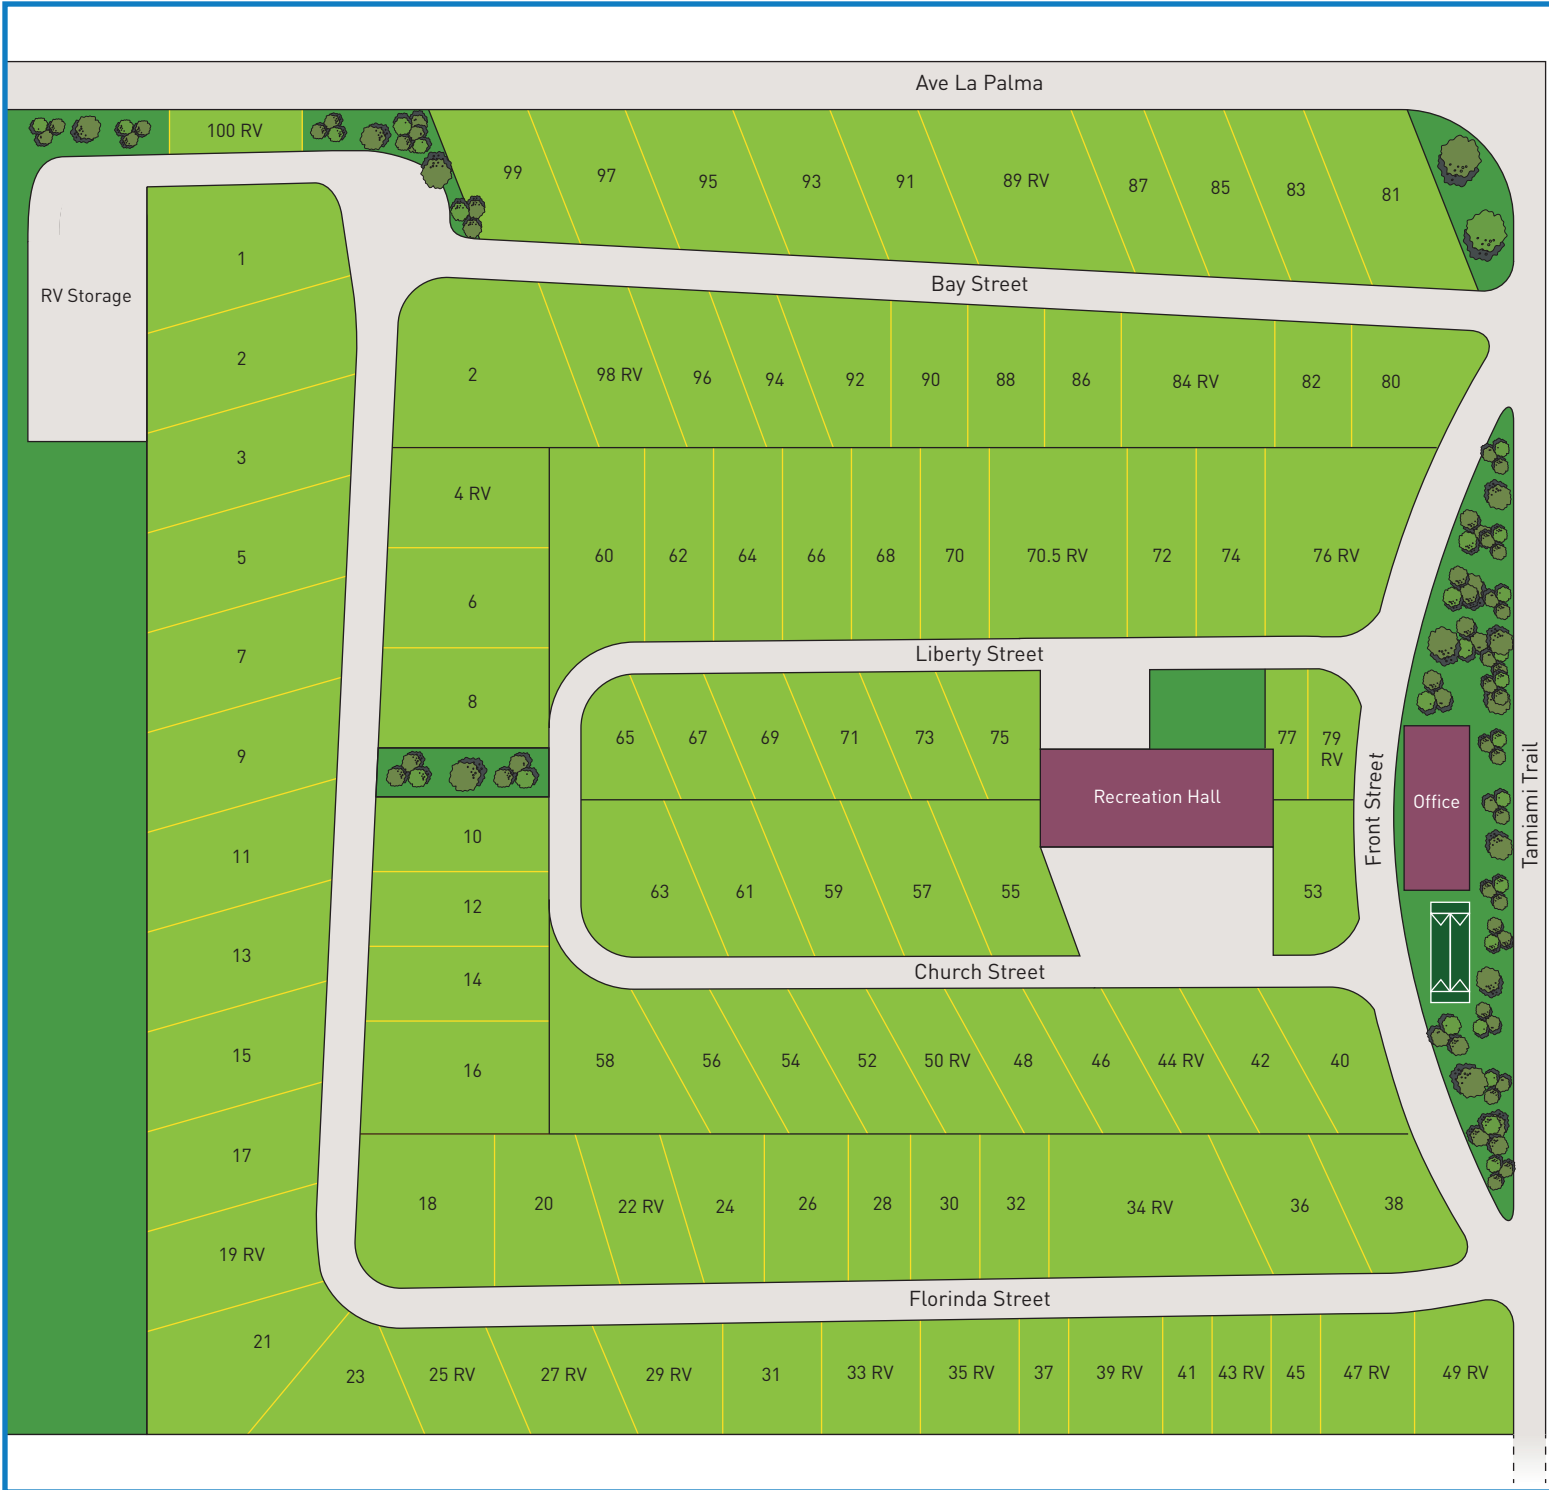 Ave La Palma
100 RV
99
97
95
93
91
89 RV
87
85
83
81
Bay Street
RV Storage
1
2
3
5
7
9
11
13
15
17
19 RV
21
2
98 RV
96
94
92
90
88
86
84 RV
82
80
4 RV
6
8
10
12
14
16
60
62
64
66
68
70
70.5 RV
72
74
76 RV
Liberty Street
65
67
69
71
73
75
77
79
RV
Recreation Hall
Front Street
Office
Tamiami Trail
63
61
59
57
55
53
Church Street
58
56
54
52
50 RV
48
46
44 RV
42
40
18
20
22 RV
24
26
28
30
32
34 RV
36
38
Florinda Street
23
25 RV
27 RV
29 RV
31
33 RV
35 RV
37
39 RV
41
43 RV
45
47 RV
49 RV